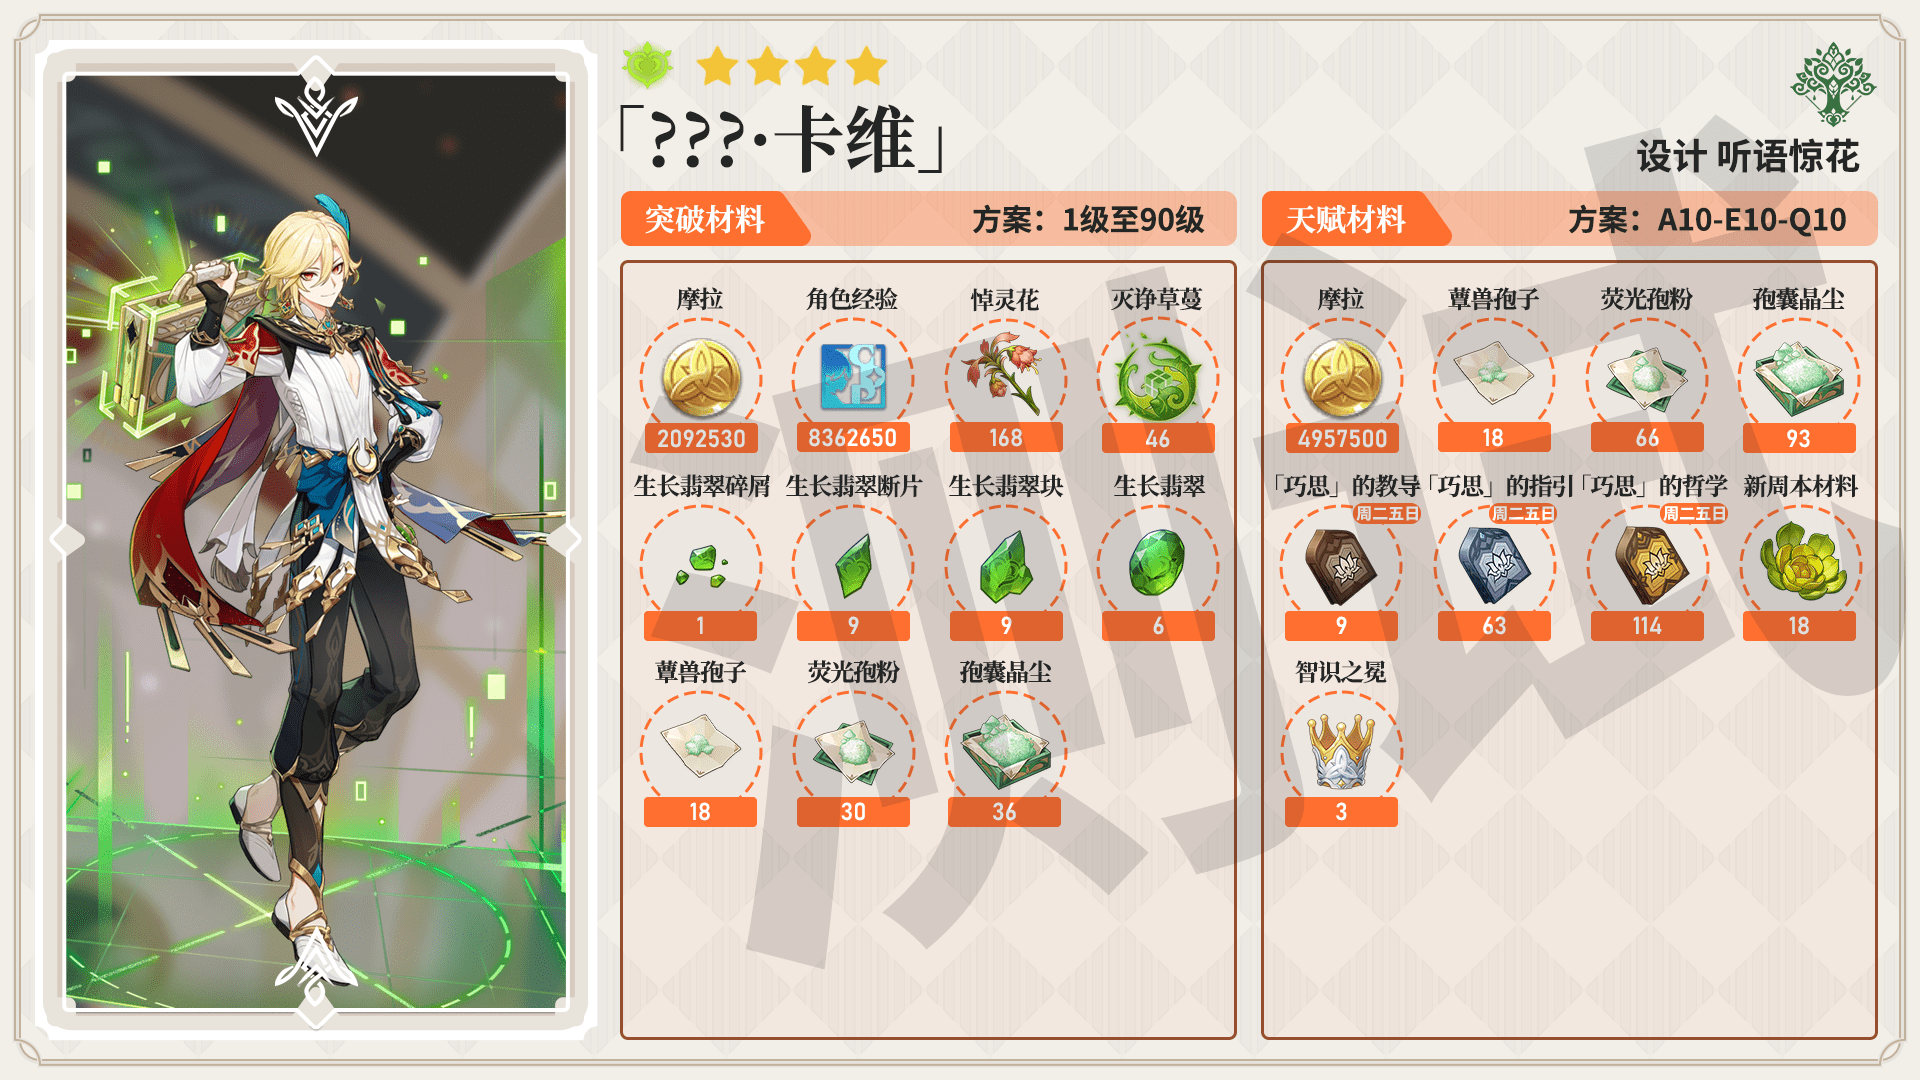 「???·卡维」
设计 听语惊花
突破材料 方案：1级至90级
摩拉 角色经验 悼灵花 灭诤草蔓
2092530 8362650 168 46
生长翡翠碎屑 生长翡翠断片 生长翡翠块 生长翡翠
1 9 9 6
蕈兽孢子 荧光孢粉 孢囊晶尘
18 30 36
天赋材料 方案：A10-E10-Q10
摩拉 蕈兽孢子 荧光孢粉 孢囊晶尘
4957500 18 66 93
「巧思」的教导 「巧思」的指引 「巧思」的哲学 新周本材料
周二五日 周二五日 周二五日
9 63 114 18
智识之冕
3
测试